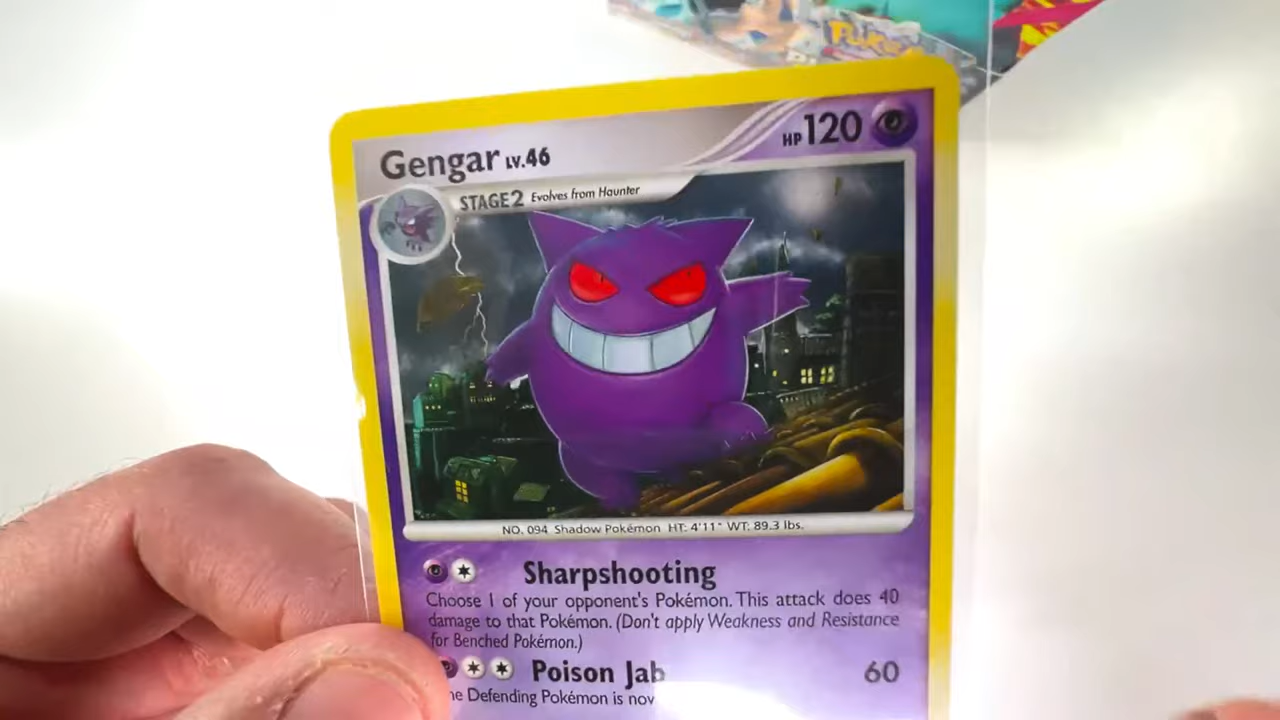 Poké
Gengar LV.46
HP 120
STAGE 2 Evolves from Haunter
NO. 094 Shadow Pokémon HT: 4'11" WT: 89.3 lbs.
Sharpshooting
Choose 1 of your opponent's Pokémon. This attack does 40
damage to that Pokémon. (Don't apply Weakness and Resistance
for Benched Pokémon.)
Poison Jab 60
he Defending Pokémon is now